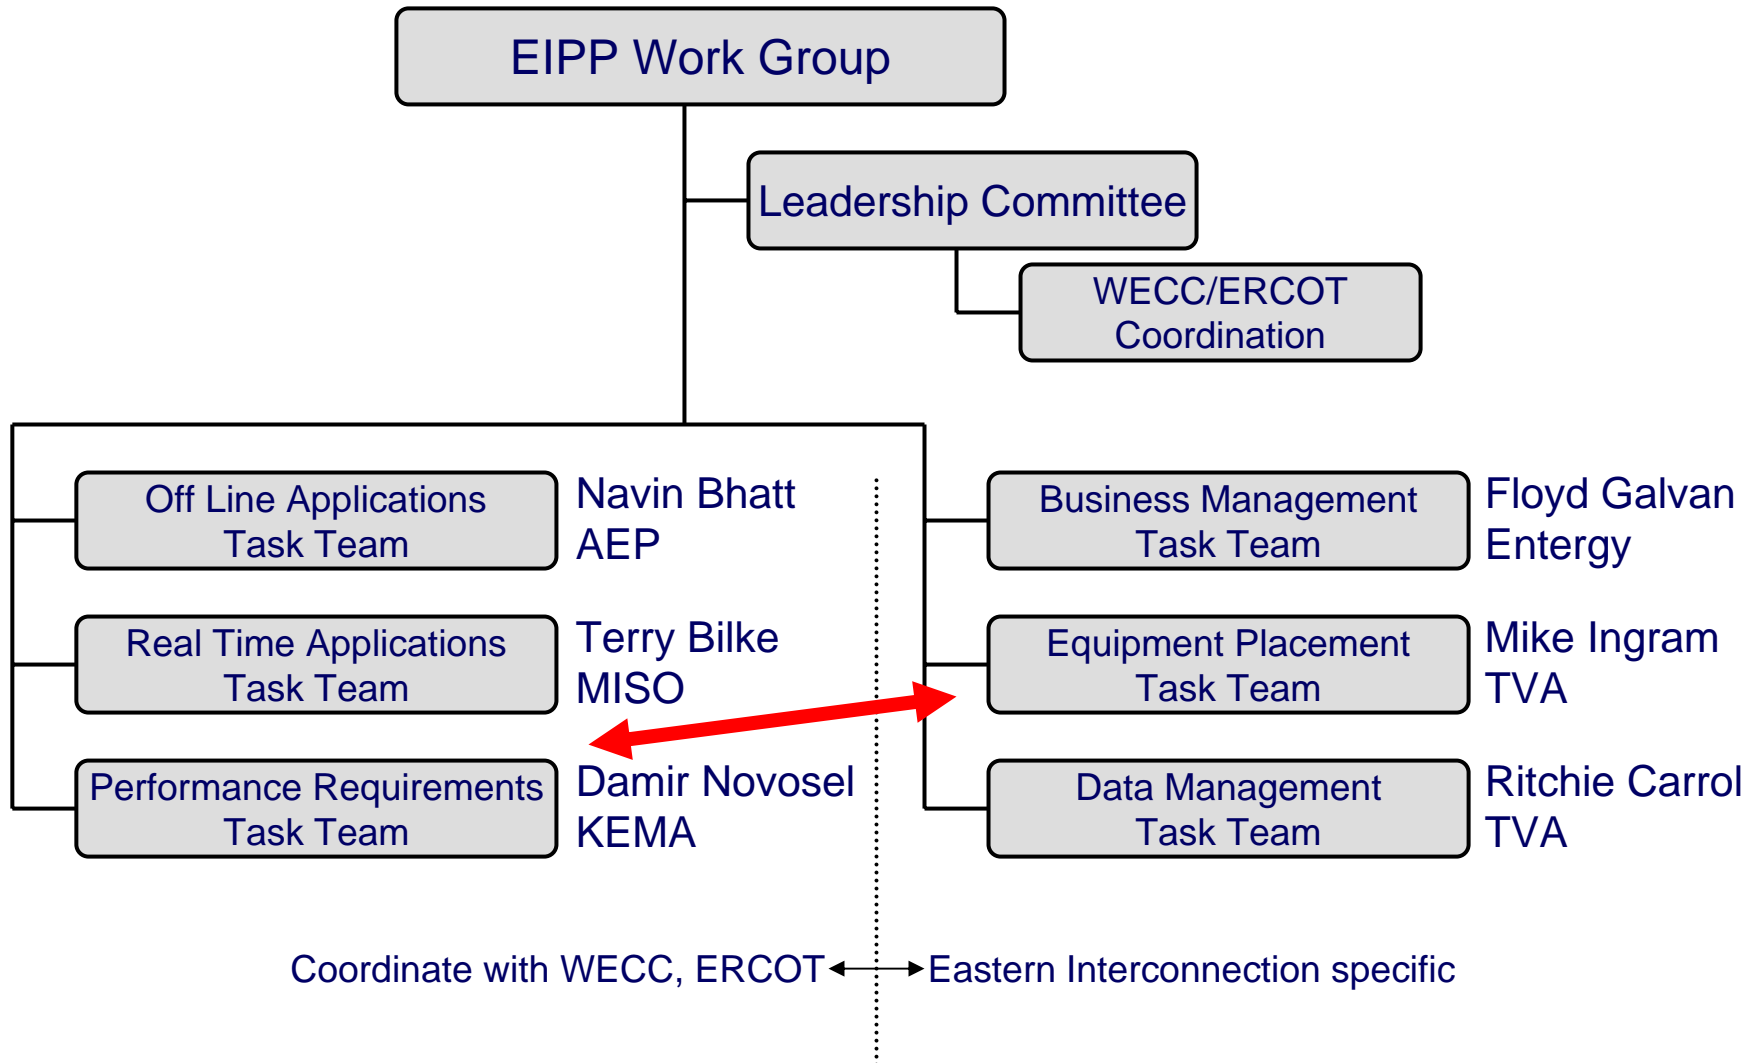 EIPP Work Group
Leadership Committee
WECC/ERCOT
Coordination
Off Line Applications
Task Team
Navin Bhatt
AEP
Real Time Applications
Task Team
Terry Bilke
MISO
Performance Requirements
Task Team
Damir Novosel
KEMA
Business Management
Task Team
Floyd Galvan
Entergy
Equipment Placement
Task Team
Mike Ingram
TVA
Data Management
Task Team
Ritchie Carrol
TVA
Coordinate with WECC, ERCOT
Eastern Interconnection specific